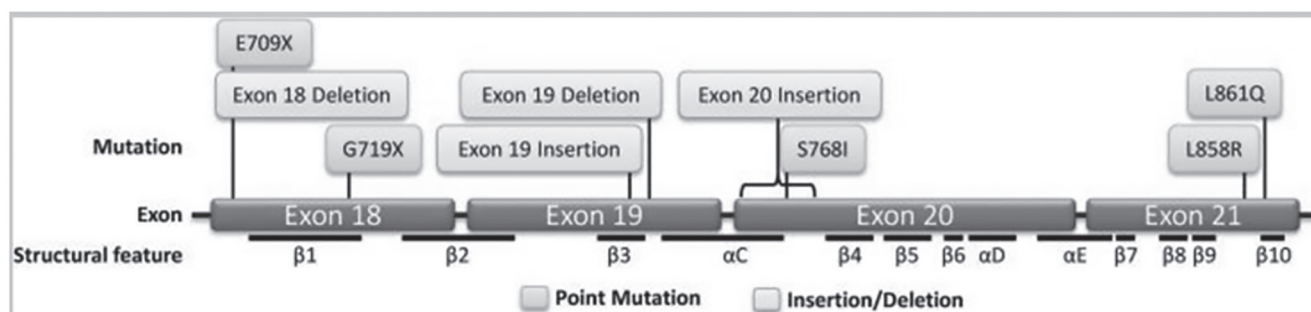 E709X
Exon 18 Deletion Exon 19 Deletion Exon 20 Insertion L861Q
Mutation G719X Exon 19 Insertion S768I L858R
Exon Exon 18 Exon 19 Exon 20 Exon 21
Structural feature β1 β2 β3 αC β4 β5 β6 αD αE β7 β8 β9 β10
Point Mutation Insertion/Deletion